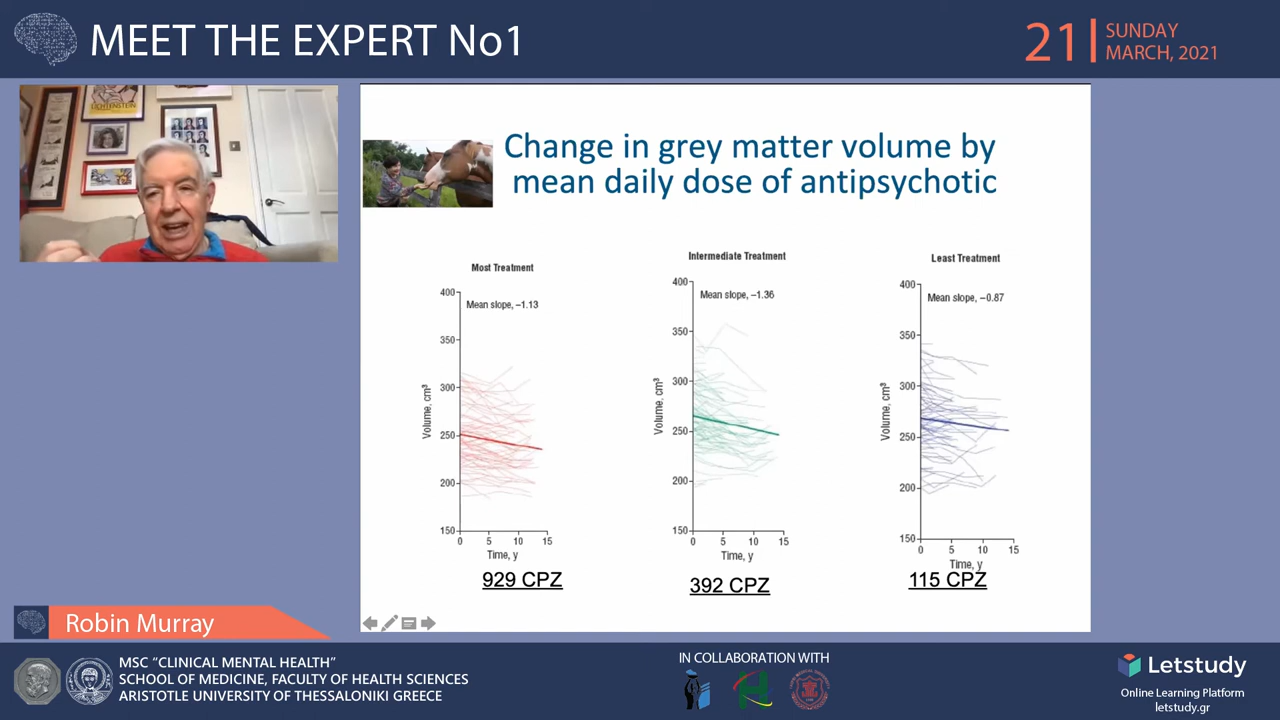 MEET THE EXPERT No1
21
SUNDAY
MARCH, 2021
LICHTENSTEIN
Change in grey matter volume by
mean daily dose of antipsychotic
Most Treatment
Mean slope, –1.13
400
350
300
250
200
150
Volume, cm³
0 5 10 15
Time, y
929 CPZ
Intermediate Treatment
Mean slope, –1.36
400
350
300
250
200
150
Volume, cm³
0 5 10 15
Time, y
392 CPZ
Least Treatment
Mean slope, –0.87
400
350
300
250
200
150
Volume, cm³
0 5 10 15
Time, y
115 CPZ
Robin Murray
MSC “CLINICAL MENTAL HEALTH”
SCHOOL OF MEDICINE, FACULTY OF HEALTH SCIENCES
ARISTOTLE UNIVERSITY OF THESSALONIKI GREECE
IN COLLABORATION WITH
Letstudy
Online Learning Platform
letstudy.gr